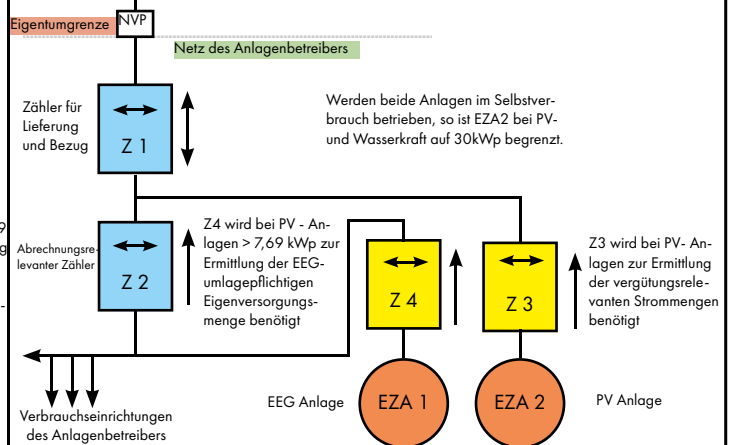 Eigentumgrenze
NVP
Netz des Anlagenbetreibers
Zähler für
Lieferung
und Bezug
Z 1
Werden beide Anlagen im Selbstver-
brauch betrieben, so ist EZA2 bei PV-
und Wasserkraft auf 30kWp begrenzt.
9
g
-
Abrechnungsre-
levanter Zähler
Z 2
Z4 wird bei PV - An-
lagen > 7,69 kWp zur
Ermittlung der EEG-
umlagepflichtigen
Eigenversorgungs-
menge benötigt
Z 4
Z 3
Z3 wird bei PV- An-
lagen zur Ermittlung
der vergütungsrele-
vanten Strommengen
benötigt
EEG Anlage
EZA 1
EZA 2
PV Anlage
Verbrauchseinrichtungen
des Anlagenbetreibers